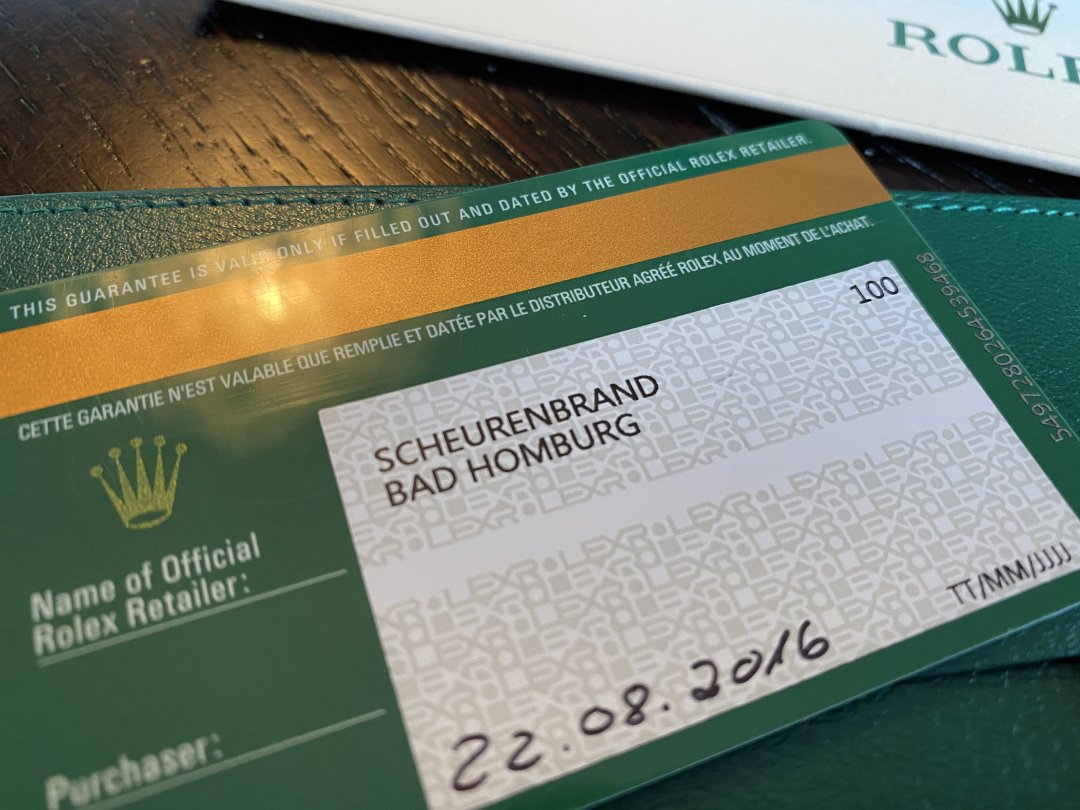 ROLE
THIS GUARANTEE IS VALID ONLY IF FILLED OUT AND DATED BY THE OFFICIAL ROLEX RETAILER.
CETTE GARANTIE N'EST VALABLE QUE REMPLIE ET DATÉE PAR LE DISTRIBUTEUR AGRÉÉ ROLEX AU MOMENT DE L'ACHAT.
100
5497 2802644539468
SCHEURENBRAND
BAD HOMBURG
Name of Official
Rolex Retailer:
TT/MM/JJJJ
22.08.2016
Purchaser: